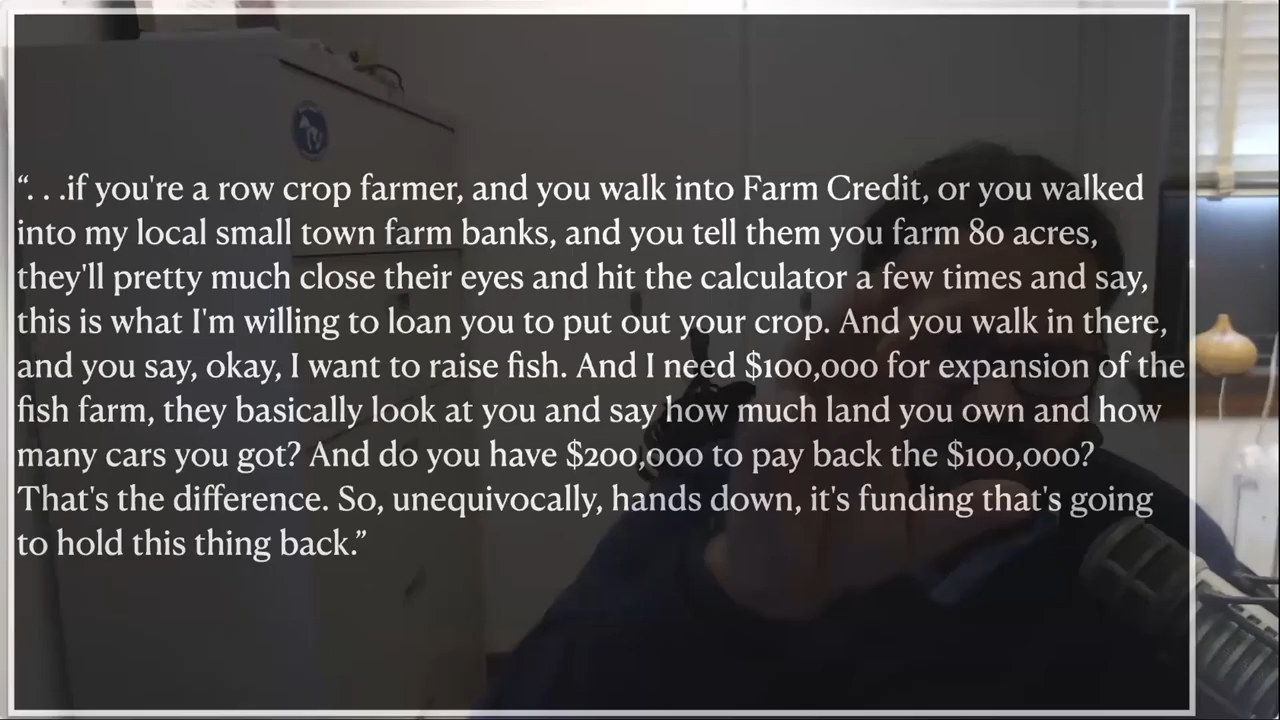 “. . .if you're a row crop farmer, and you walk into Farm Credit, or you walked
into my local small town farm banks, and you tell them you farm 80 acres,
they'll pretty much close their eyes and hit the calculator a few times and say,
this is what I'm willing to loan you to put out your crop. And you walk in there,
and you say, okay, I want to raise fish. And I need $100,000 for expansion of the
fish farm, they basically look at you and say how much land you own and how
many cars you got? And do you have $200,000 to pay back the $100,000?
That's the difference. So, unequivocally, hands down, it's funding that's going
to hold this thing back.”